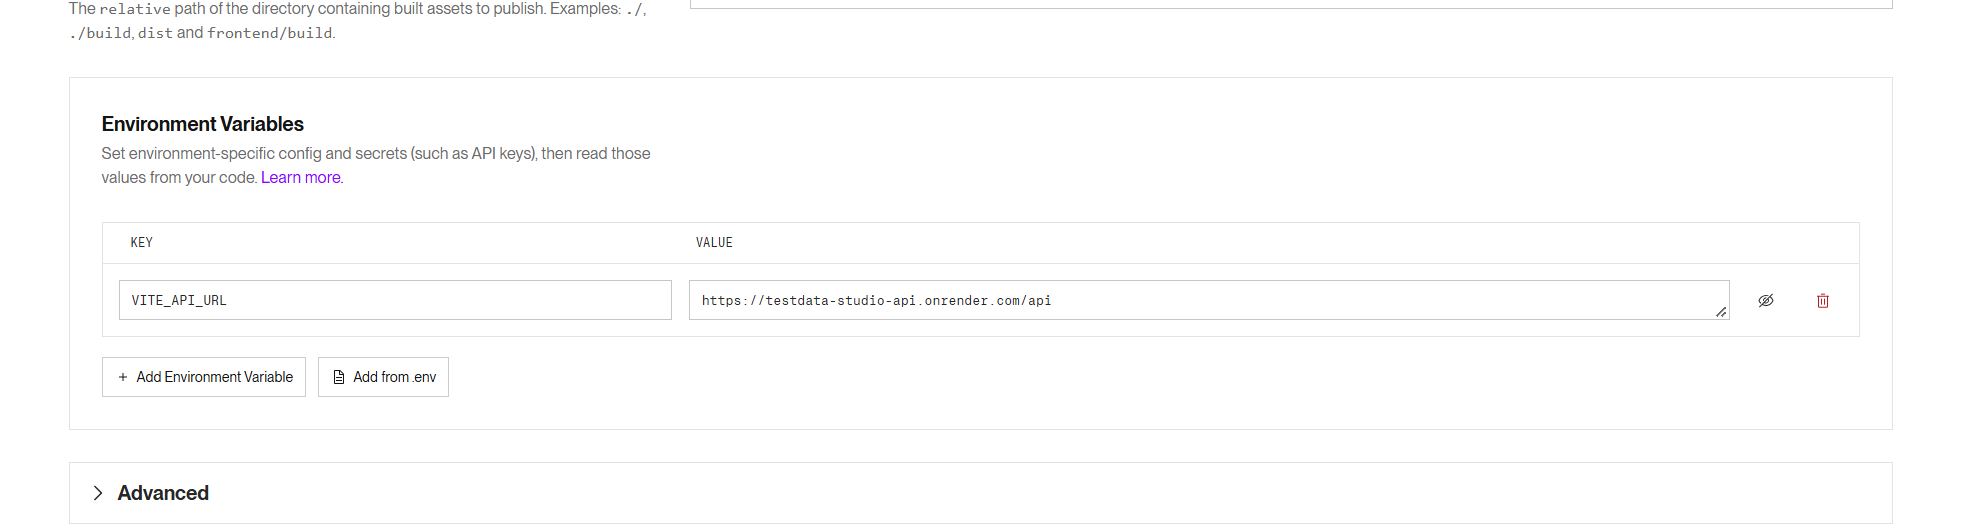 The relative path of the directory containing built assets to publish. Examples: ./,
./build, dist and frontend/build.
Environment Variables
Set environment-specific config and secrets (such as API keys), then read those
values from your code. Learn more.
KEY
VALUE
VITE_API_URL
https://testdata-studio-api.onrender.com/api
+ Add Environment Variable
Add from .env
Advanced